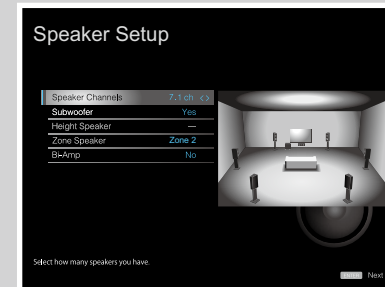 Speaker Setup
Speaker Channels 7.1 ch <>
Subwoofer Yes
Height Speaker ---
Zone Speaker Zone 2
Bi-Amp No
Select how many speakers you have.
ENTER Next